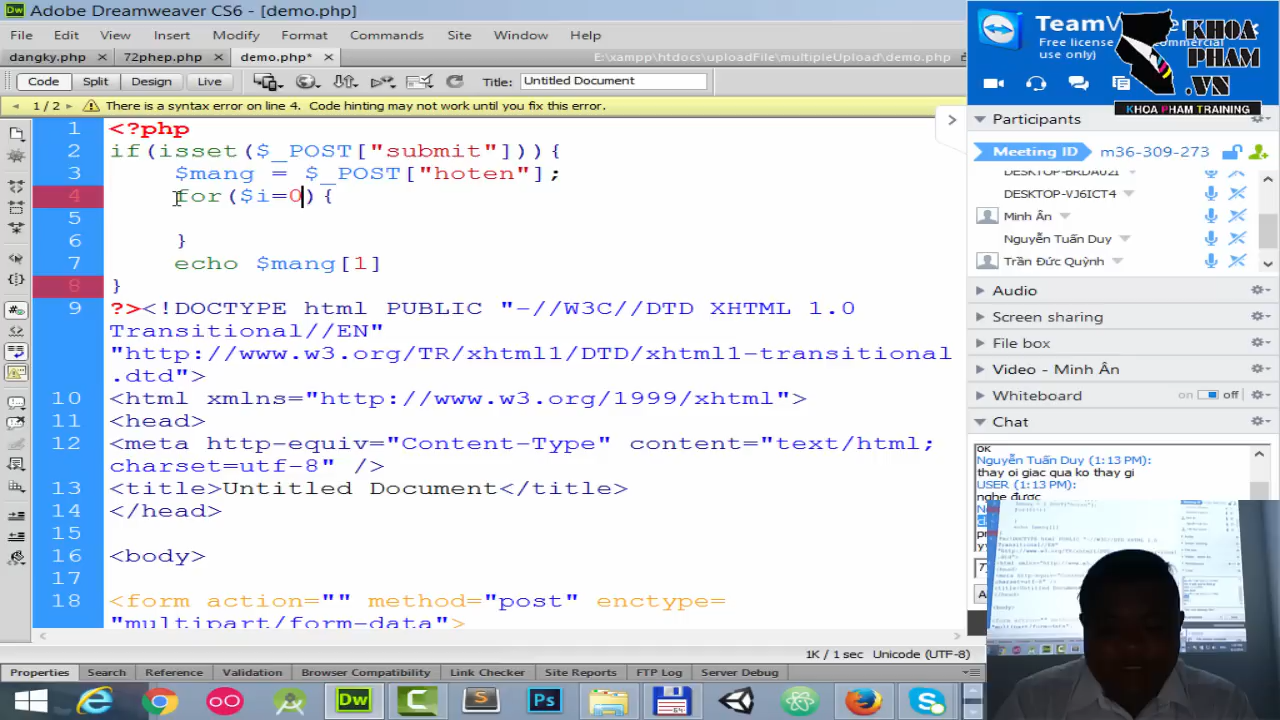 Adobe Dreamweaver CS6 - [demo.php]
File Edit View Insert Modify Format Commands Site Window Help
dangky.php × 72phep.php × demo.php* × E:\xampp\htdocs\uploadFile\multipleUpload\demo.php
Code Split Design Live Title: Untitled Document
1 / 2 There is a syntax error on line 4. Code hinting may not work until you fix this error.
1 <?php
2 if(isset($_POST["submit"])){
3 $mang = $_POST["hoten"];
4 for($i=0){
5
6 }
7 echo $mang[1]
8 }
9 ?><!DOCTYPE html PUBLIC "-//W3C//DTD XHTML 1.0
Transitional//EN"
"http://www.w3.org/TR/xhtml1/DTD/xhtml1-transitional
.dtd">
10 <html xmlns="http://www.w3.org/1999/xhtml">
11 <head>
12 <meta http-equiv="Content-Type" content="text/html;
charset=utf-8" />
13 <title>Untitled Document</title>
14 </head>
15
16 <body>
17
18 <form action="" method="post" enctype=
"multipart/form-data">
1K / 1 sec Unicode (UTF-8)
Properties Search Reference Validation Browser Compatibility Link Checker Site Reports FTP Log Server Debug
Free license
use only)
KHOA
PHAM
.VN
KHOA PHAM TRAINING
Participants
Meeting ID m36-309-273
DESKTOP-VJ6ICT4
Minh Ân
Nguyễn Tuấn Duy
Trần Đức Quỳnh
Audio
Screen sharing
File box
Video - Minh Ân
Whiteboard on off
Chat
OK
Nguyễn Tuấn Duy (1:13 PM):
thay oi giac qua ko thay gi
USER (1:13 PM):
nghe được